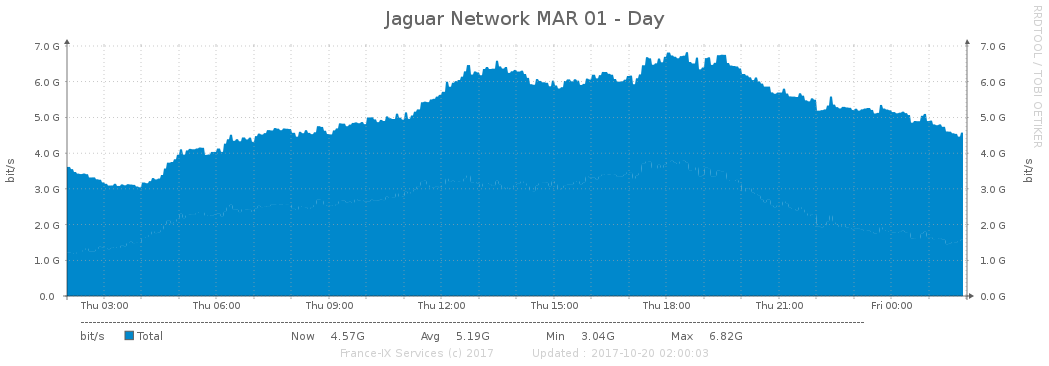 Jaguar Network MAR 01 - Day
RRDTOOL / TOBI OETIKER
bit/s
bit/s
7.0 G 7.0 G
6.0 G 6.0 G
5.0 G 5.0 G
4.0 G 4.0 G
3.0 G 3.0 G
2.0 G 2.0 G
1.0 G 1.0 G
0.0 0.0 G
Thu 03:00 Thu 06:00 Thu 09:00 Thu 12:00 Thu 15:00 Thu 18:00 Thu 21:00 Fri 00:00
bit/s Total Now 4.57G Avg 5.19G Min 3.04G Max 6.82G
France-IX Services (c) 2017 Updated : 2017-10-20 02:00:03